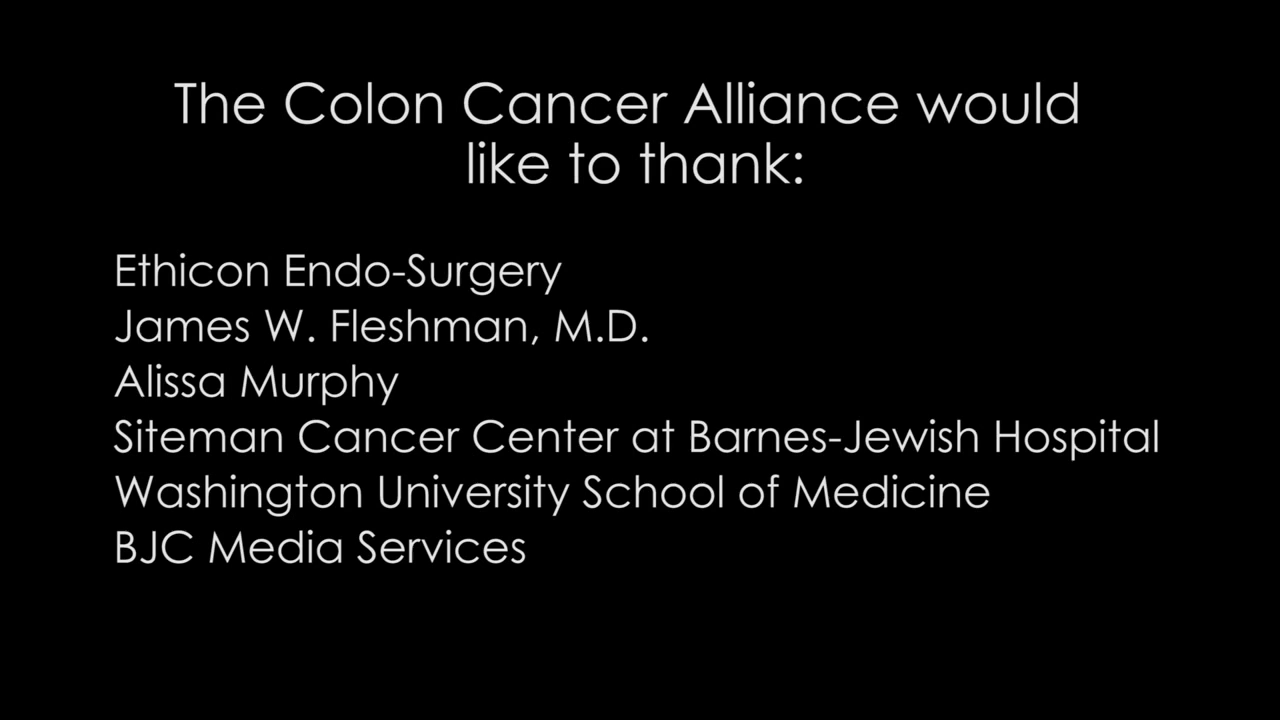 The Colon Cancer Alliance would
like to thank:
Ethicon Endo-Surgery
James W. Fleshman, M.D.
Alissa Murphy
Siteman Cancer Center at Barnes-Jewish Hospital
Washington University School of Medicine
BJC Media Services